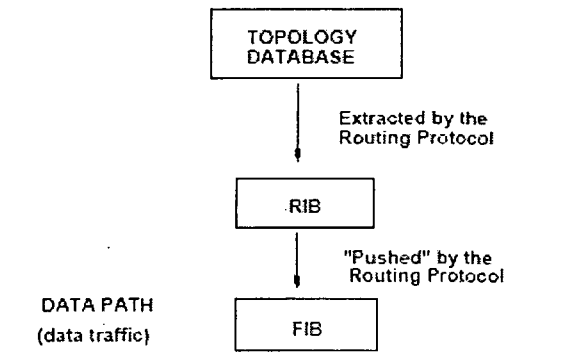 TOPOLOGY
DATABASE
Extracted by the
Routing Protocol
RIB
"Pushed" by the
Routing Protocol
DATA PATH
(data traffic)
FIB